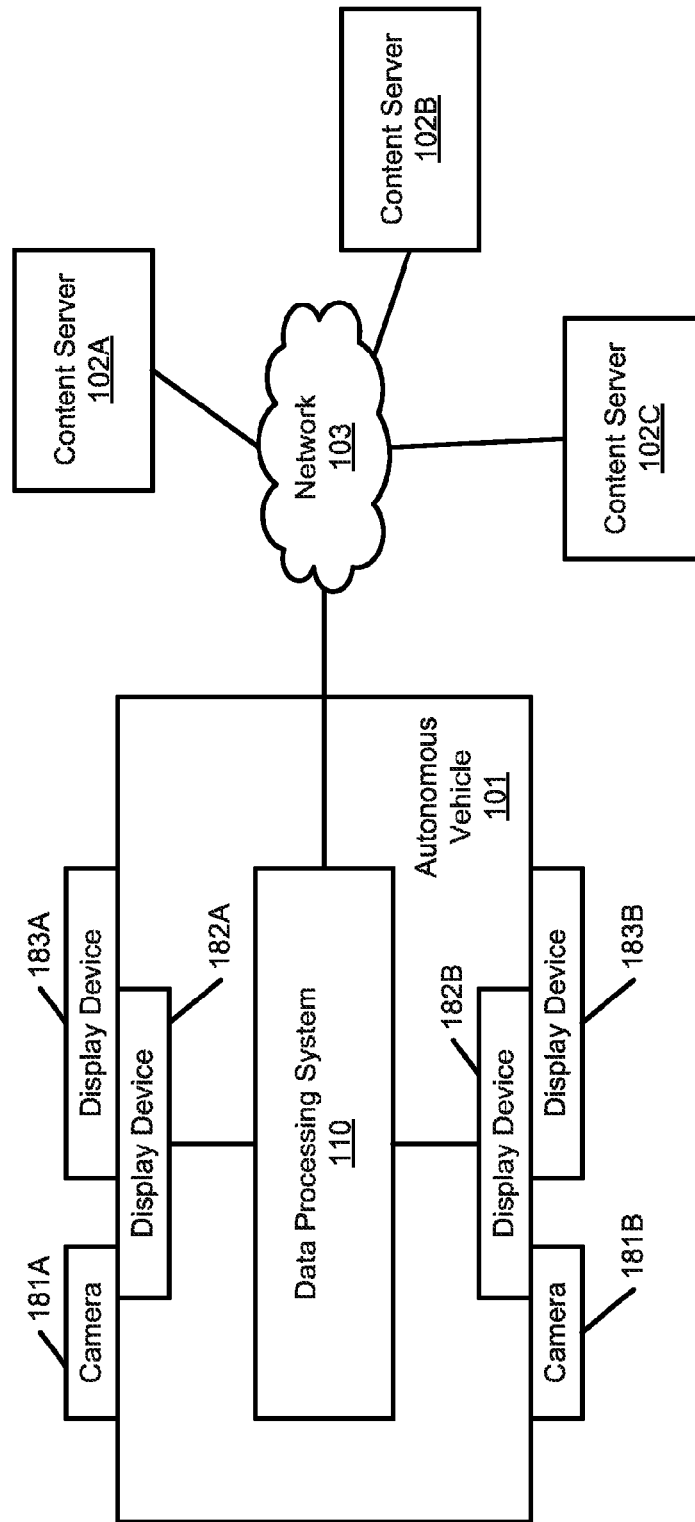 181A
Camera
183A
Display Device
Display Device
182A
Data Processing System
110
182B
Display Device
Display Device
183B
Camera
181B
Autonomous
Vehicle
101
Network
103
Content Server
102A
Content Server
102B
Content Server
102C